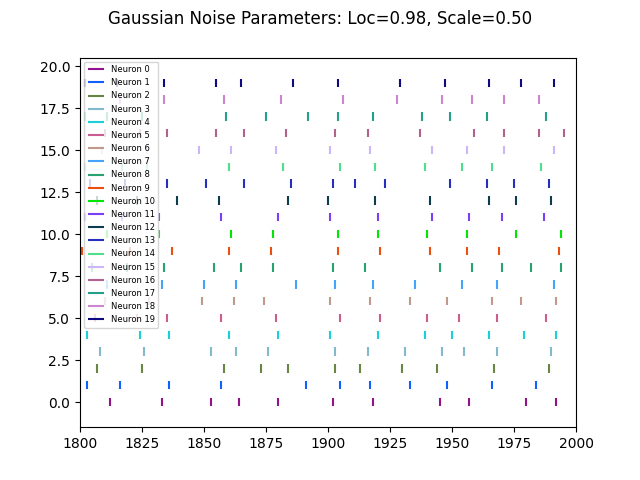 Gaussian Noise Parameters: Loc=0.98, Scale=0.50
20.0
17.5
15.0
12.5
10.0
7.5
5.0
2.5
0.0
Neuron 0
Neuron 1
Neuron 2
Neuron 3
Neuron 4
Neuron 5
Neuron 6
Neuron 7
Neuron 8
Neuron 9
Neuron 10
Neuron 11
Neuron 12
Neuron 13
Neuron 14
Neuron 15
Neuron 16
Neuron 17
Neuron 18
Neuron 19
1800 1825 1850 1875 1900 1925 1950 1975 2000